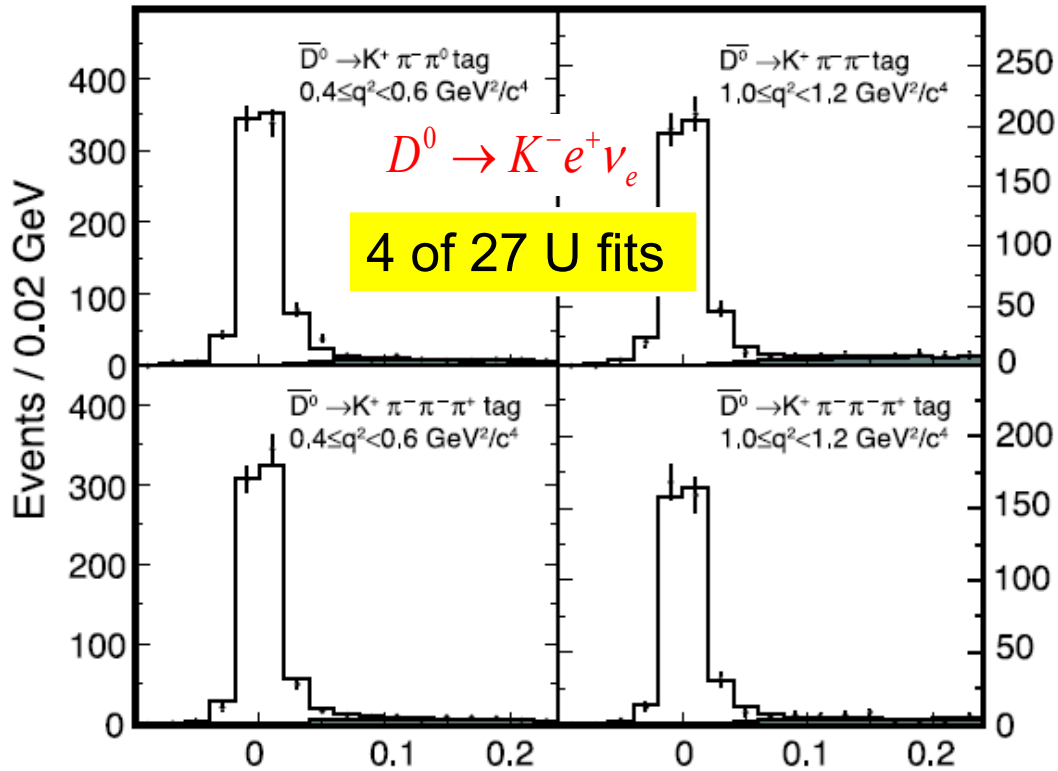 D̄⁰ →K⁺ π⁻π⁰ tag
0.4≤q²<0.6 GeV²/c⁴
D̄⁰ →K⁺ π⁻π⁻ tag
1.0≤q²<1.2 GeV²/c⁴
D⁰ → K⁻e⁺νₑ
4 of 27 U fits
400
300
200
100
0
250
200
150
100
50
0
Events / 0.02 GeV
D̄⁰ →K⁺ π⁻π⁻π⁺ tag
0.4≤q²<0.6 GeV²/c⁴
D̄⁰ →K⁺ π⁻π⁻π⁺ tag
1.0≤q²<1.2 GeV²/c⁴
400
300
200
100
0
200
150
100
50
0
0 0.1 0.2
0 0.1 0.2